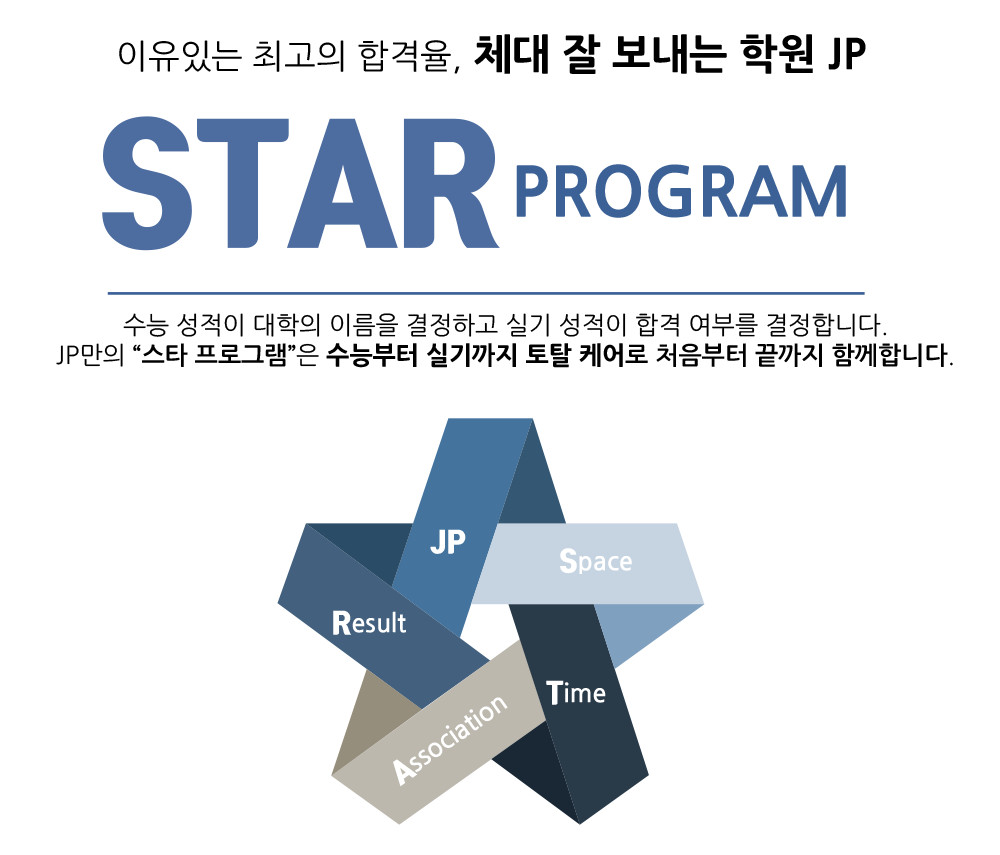 이유있는 최고의 합격율, 체대 잘 보내는 학원 JP
STAR PROGRAM
수능 성적이 대학의 이름을 결정하고 실기 성적이 합격 여부를 결정합니다.
JP만의 “스타 프로그램”은 수능부터 실기까지 토탈 케어로 처음부터 끝까지 함께합니다.
JP
Space
Result
Time
Association